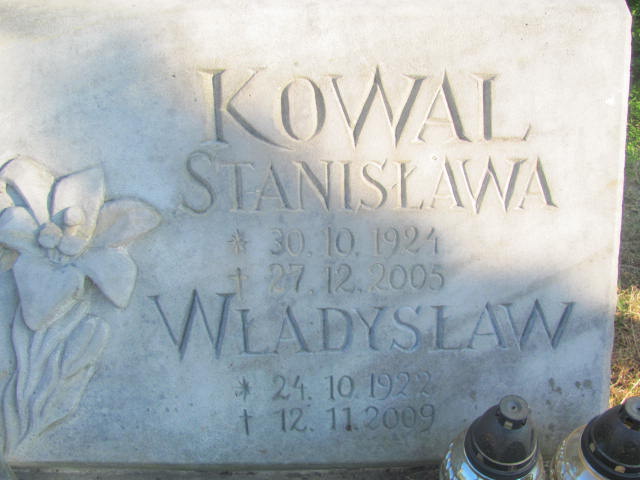 KOWAL
STANISŁAWA
* 30.10.1924
† 27.12.2005
WŁADYSŁAW
* 24.10.1922
† 12.11.2009